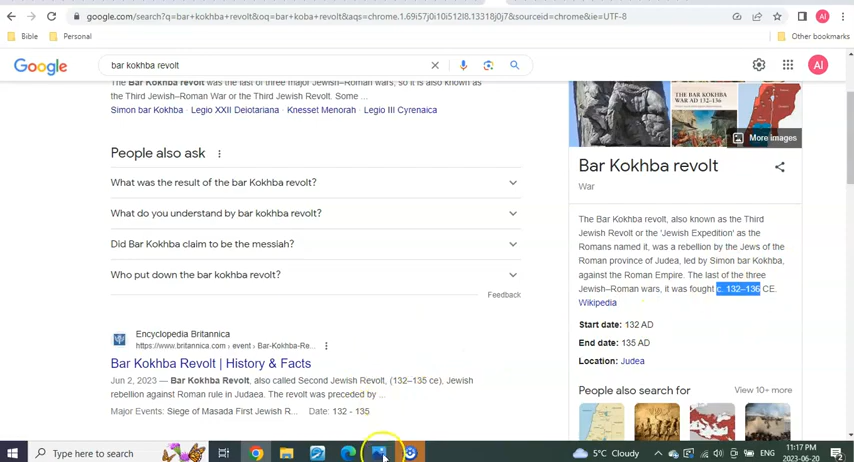 google.com/search?q=bar+kokhba+revolt&oq=bar+koba+revolt&aqs=chrome.1.69i57j0i10i512l8.13318j0j7&sourceid=chrome&ie=UTF-8
AI
Bible
Personal
Other bookmarks
Google
bar kokhba revolt
AI
The Bar Kokhba revolt was the last of three major Jewish–Roman wars, so it is also known as
the Third Jewish–Roman War or the Third Jewish Revolt. Some ...
Simon bar Kokhba · Legio XXII Deiotariana · Knesset Menorah · Legio III Cyrenaica
People also ask
What was the result of the bar Kokhba revolt?
What do you understand by bar kokhba revolt?
Did Bar Kokhba claim to be the messiah?
Who put down the bar kokhba revolt?
Feedback
Encyclopedia Britannica
https://www.britannica.com › event › Bar-Kokhba-Re...
Bar Kokhba Revolt | History & Facts
Jun 2, 2023 — Bar Kokhba Revolt, also called Second Jewish Revolt, (132–135 ce), Jewish
rebellion against Roman rule in Judaea. The revolt was preceded by ...
Major Events: Siege of Masada First Jewish R... Date: 132 - 135
THE BAR KOKHBA
WAR AD 132–136
More images
Bar Kokhba revolt
War
The Bar Kokhba revolt, also known as the Third
Jewish Revolt or the 'Jewish Expedition' as the
Romans named it, was a rebellion by the Jews of the
Roman province of Judea, led by Simon bar Kokhba,
against the Roman Empire. The last of the three
Jewish–Roman wars, it was fought c. 132–136 CE.
Wikipedia
Start date: 132 AD
End date: 135 AD
Location: Judea
People also search for
View 10+ more
Type here to search
5°C Cloudy
ENG
11:17 PM
2023-06-20
2